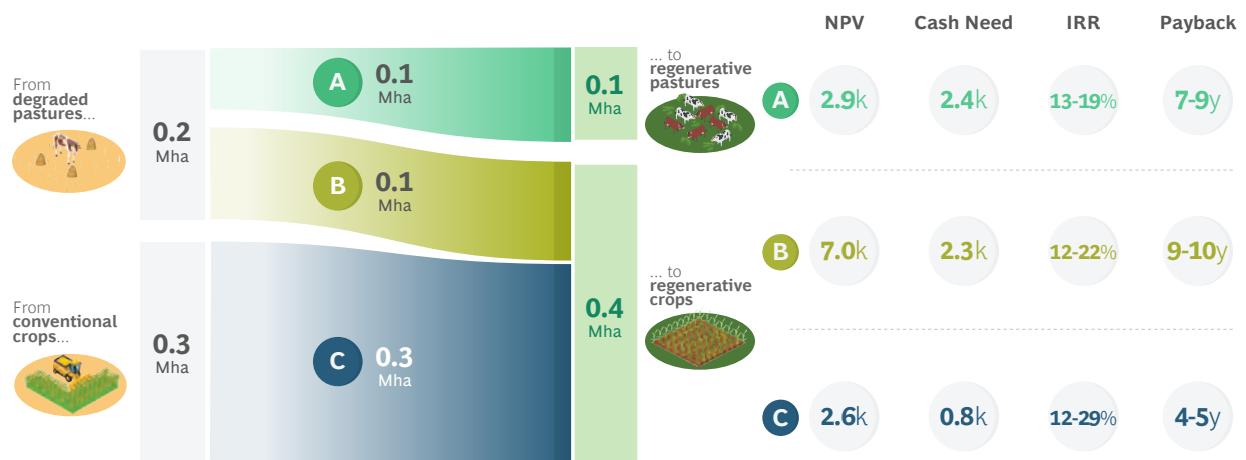 NPV Cash Need IRR Payback
From
degraded
pastures...
0.2
Mha
A
0.1
Mha
0.1
Mha
... to
regenerative
pastures
A 2.9k 2.4k 13-19% 7-9y
B
0.1
Mha
B 7.0k 2.3k 12-22% 9-10y
From
conventional
crops...
0.3
Mha
C
0.3
Mha
0.4
Mha
... to
regenerative
crops
C 2.6k 0.8k 12-29% 4-5y